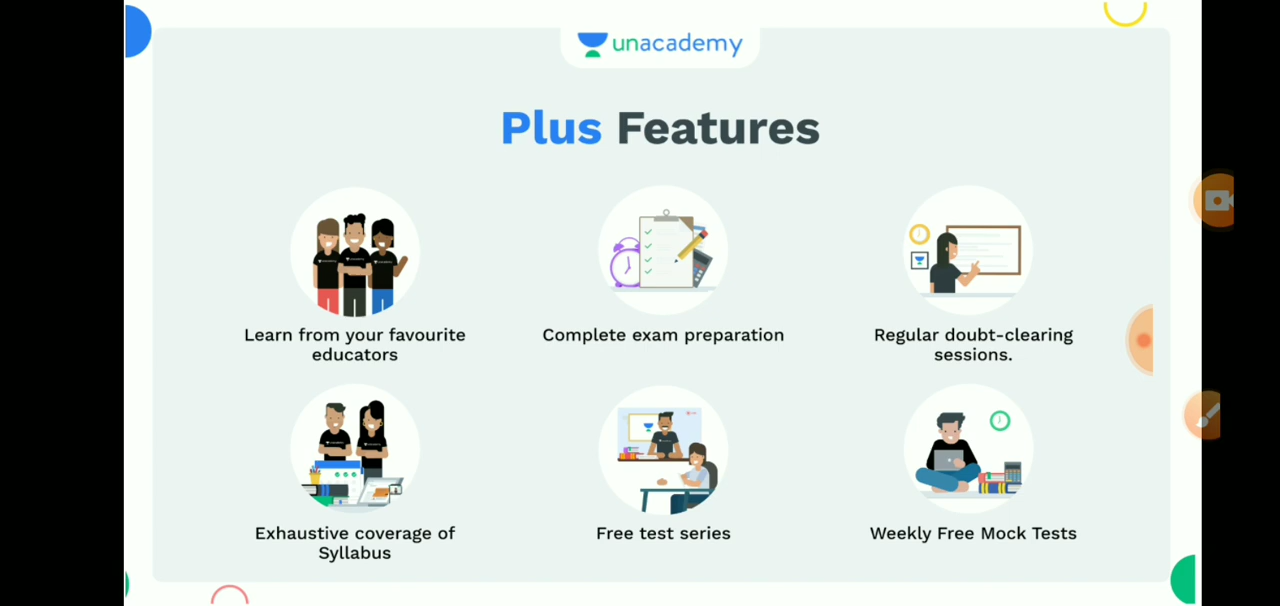 unacademy
Plus Features
Learn from your favourite
educators
Complete exam preparation
Regular doubt-clearing
sessions.
Exhaustive coverage of
Syllabus
Free test series
Weekly Free Mock Tests